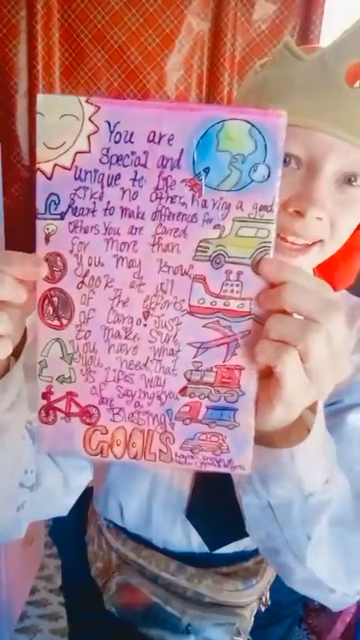 You are
Special and
unique to Life
Like no other, having a good
heart to make differences for
others You are Cared
for more than
You may Know,
Look at all
of the efforts
of Cargo! Just
to make Sure
you have what
you need That
is Lifes way
of saying you
are a
Blessing!
GOALS